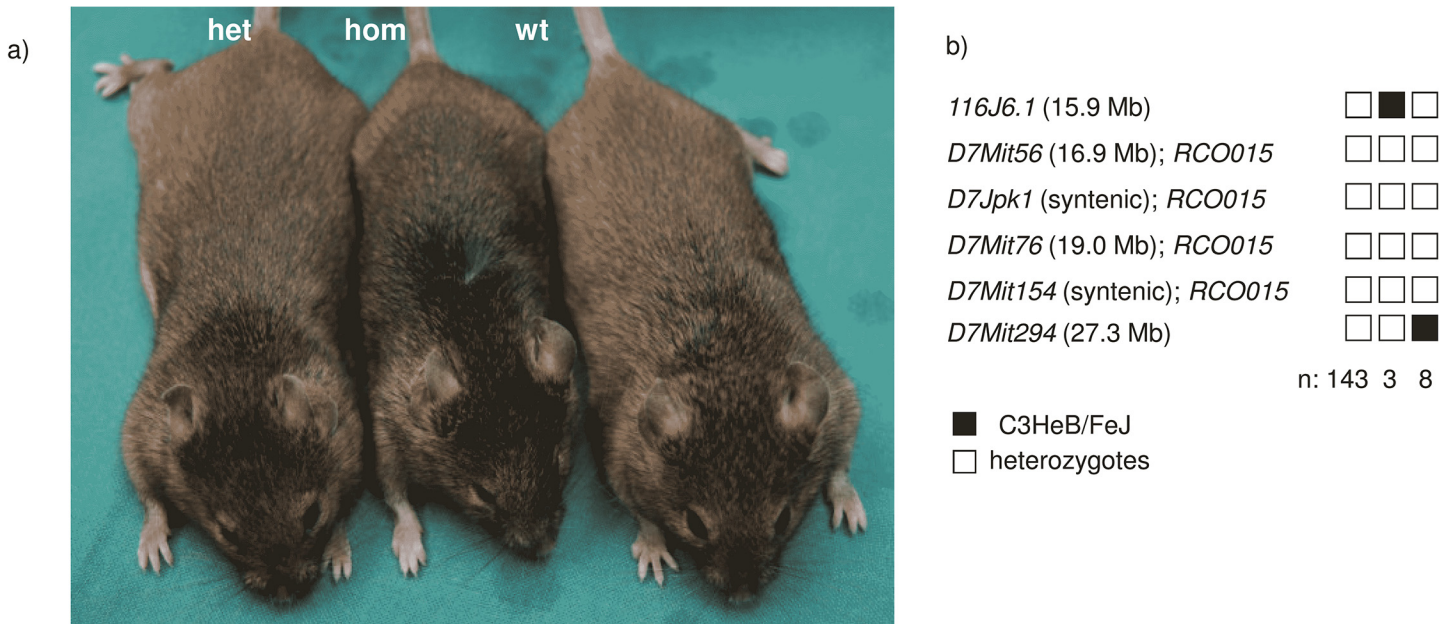 a)
het hom wt
b)
116J6.1 (15.9 Mb)
D7Mit56 (16.9 Mb); RCO015
D7Jpk1 (syntenic); RCO015
D7Mit76 (19.0 Mb); RCO015
D7Mit154 (syntenic); RCO015
D7Mit294 (27.3 Mb)
n: 143 3 8
C3HeB/FeJ
heterozygotes